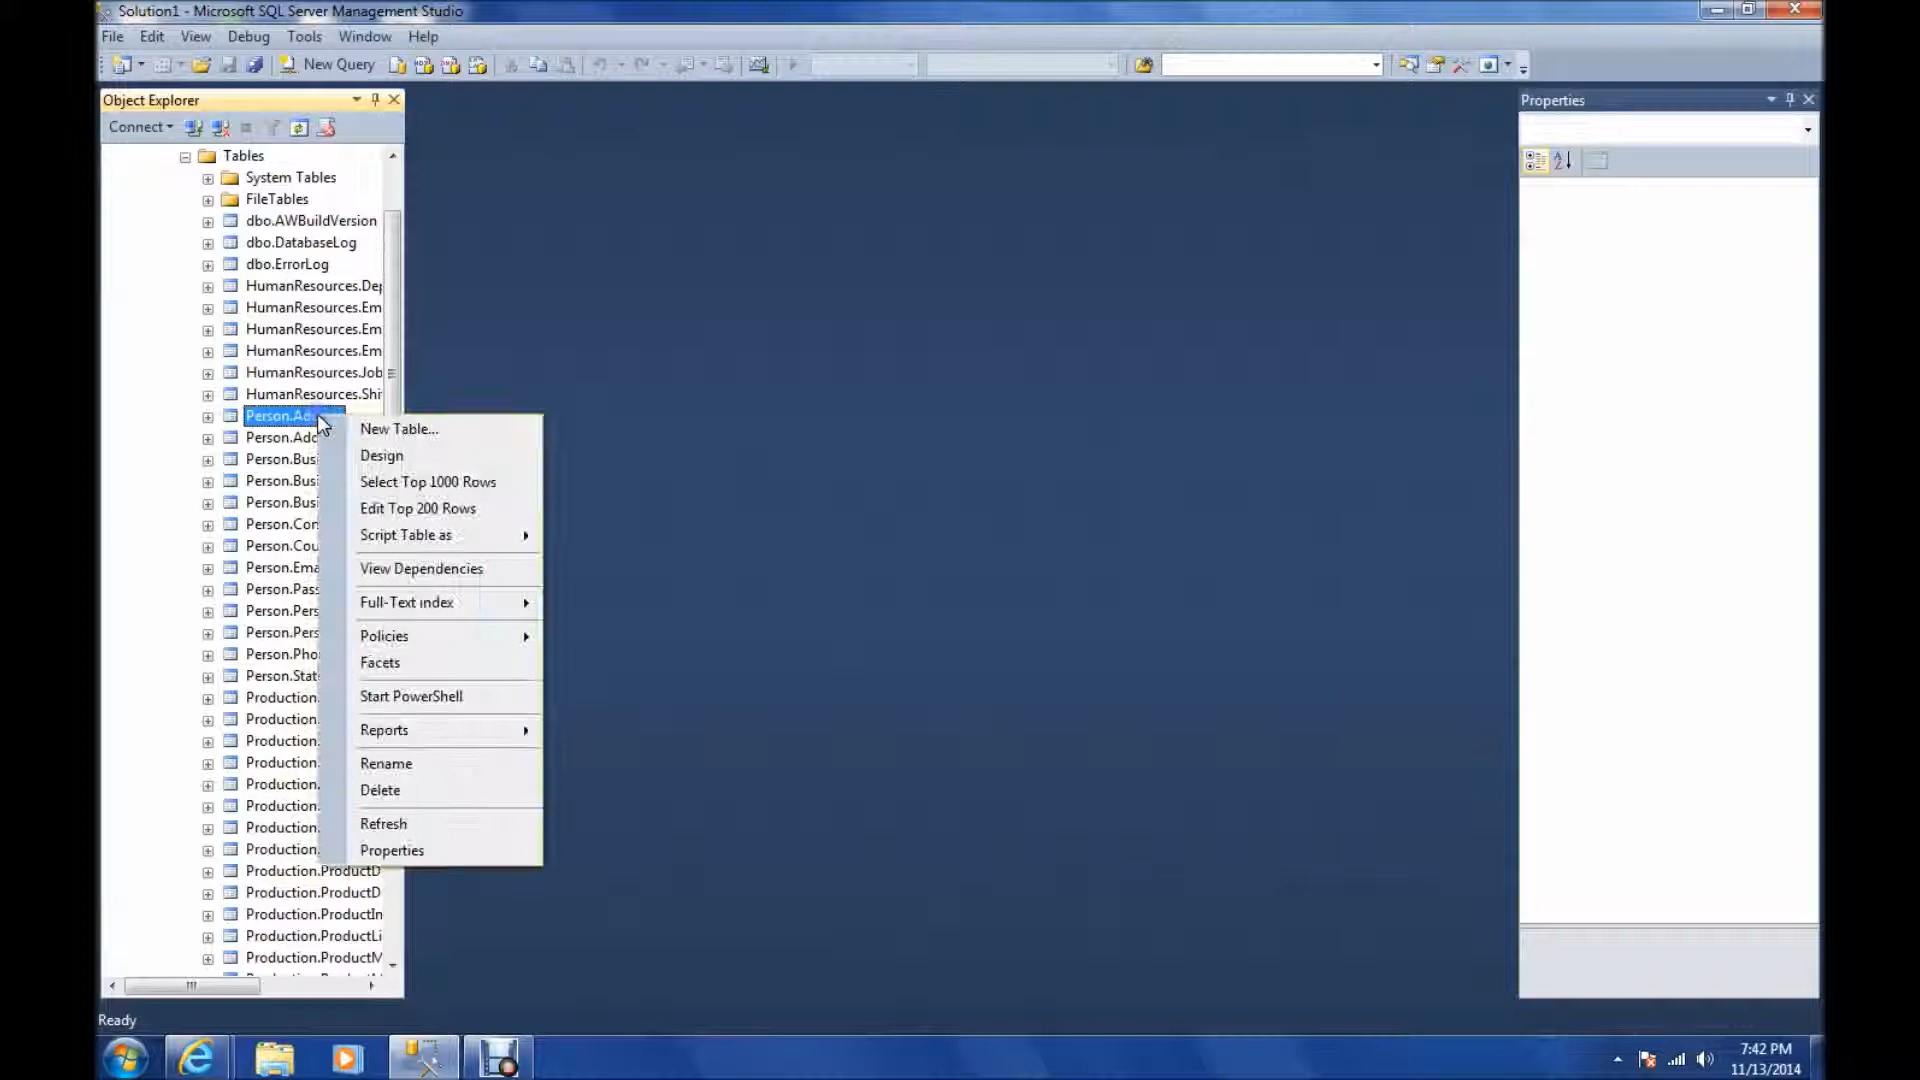 Solution1 - Microsoft SQL Server Management Studio
File Edit View Debug Tools Window Help
New Query
Object Explorer
Properties
Connect
Tables
System Tables
FileTables
dbo.AWBuildVersion
dbo.DatabaseLog
dbo.ErrorLog
HumanResources.Dep
HumanResources.Em
HumanResources.Em
HumanResources.Em
HumanResources.Job
HumanResources.Shi
Person.Ad
Person.Add
Person.Busi
Person.Busi
Person.Busi
Person.Con
Person.Cou
Person.Ema
Person.Pass
Person.Pers
Person.Pers
Person.Pho
Person.Stat
Production.
Production.
Production.
Production.
Production.
Production.
Production.
Production.
Production.ProductD
Production.ProductD
Production.ProductIn
Production.ProductLi
Production.ProductM
New Table...
Design
Select Top 1000 Rows
Edit Top 200 Rows
Script Table as
View Dependencies
Full-Text index
Policies
Facets
Start PowerShell
Reports
Rename
Delete
Refresh
Properties
Ready
7:42 PM
11/13/2014